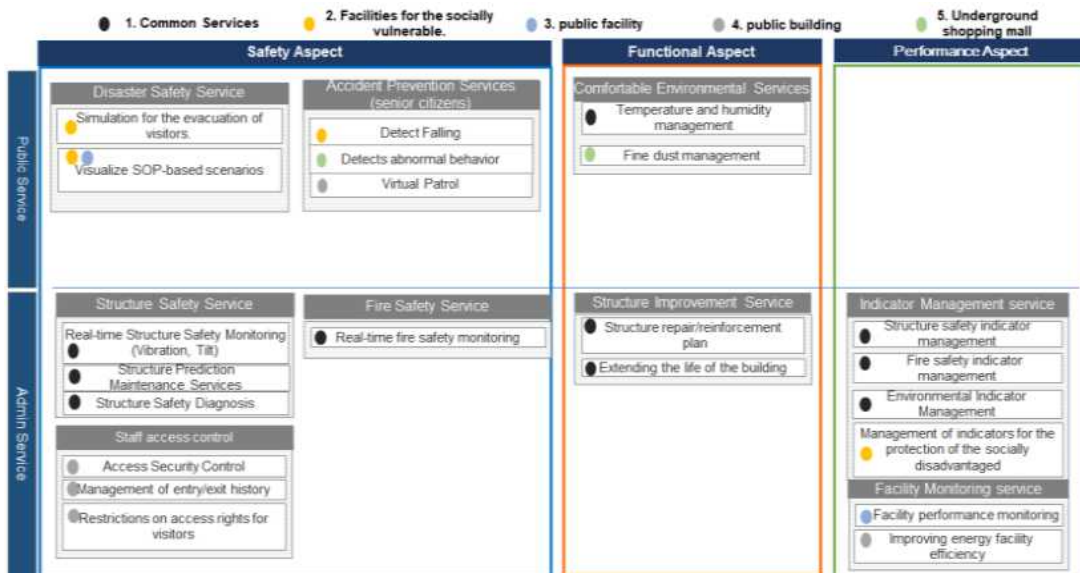 1. Common Services
2. Facilities for the socially
vulnerable.
3. public facility
4. public building
5. Underground
shopping mall
Safety Aspect
Functional Aspect
Performance Aspect
Public Service
Disaster Safety Service
Simulation for the evacuation of
visitors.
Visualize SOP-based scenarios
Accident Prevention Services
(senior citizens)
Detect Falling
Detects abnormal behavior
Virtual Patrol
Comfortable Environmental Services
Temperature and humidity
management
Fine dust management
Admin Service
Structure Safety Service
Real-time Structure Safety Monitoring
(Vibration, Tilt)
Structure Prediction
Maintenance Services
Structure Safety Diagnosis
Staff access control
Access Security Control
Management of entry/exit history
Restrictions on access rights for
visitors
Fire Safety Service
Real-time fire safety monitoring
Structure Improvement Service
Structure repair/reinforcement
plan
Extending the life of the building
Indicator Management service
Structure safety indicator
management
Fire safety indicator
management
Environmental Indicator
Management
Management of indicators for the
protection of the socially
disadvantaged
Facility Monitoring service
Facility performance monitoring
Improving energy facility
efficiency